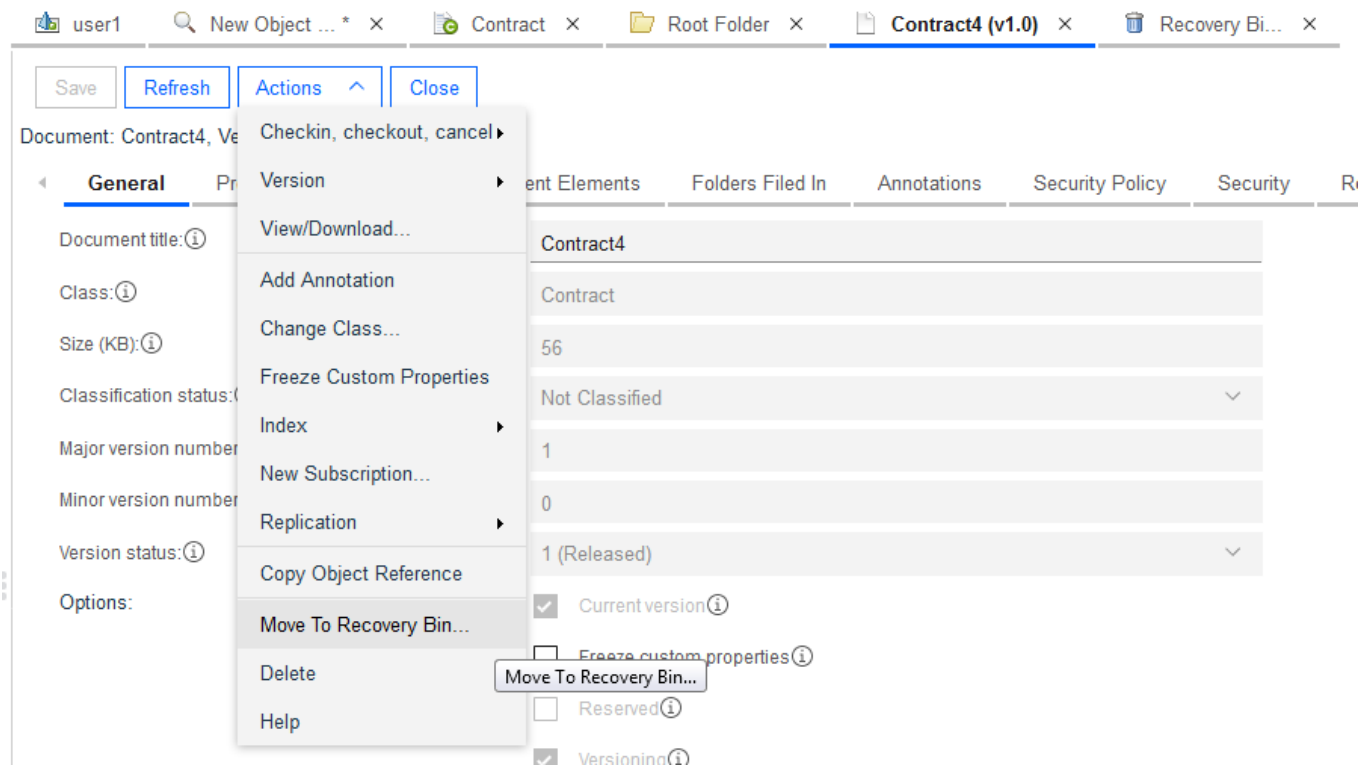 user1 New Object ... * × Contract × Root Folder × Contract4 (v1.0) × Recovery Bi... ×
Save Refresh Actions Close
Document: Contract4, Ve
General Pr ent Elements Folders Filed In Annotations Security Policy Security R
Checkin, checkout, cancel
Version
View/Download...
Add Annotation
Change Class...
Freeze Custom Properties
Index
New Subscription...
Replication
Copy Object Reference
Move To Recovery Bin...
Delete
Help
Move To Recovery Bin...
Document title: Contract4
Class: Contract
Size (KB): 56
Classification status: Not Classified
Major version number 1
Minor version number 0
Version status: 1 (Released)
Options: Current version
Freeze custom properties
Reserved
Versioning